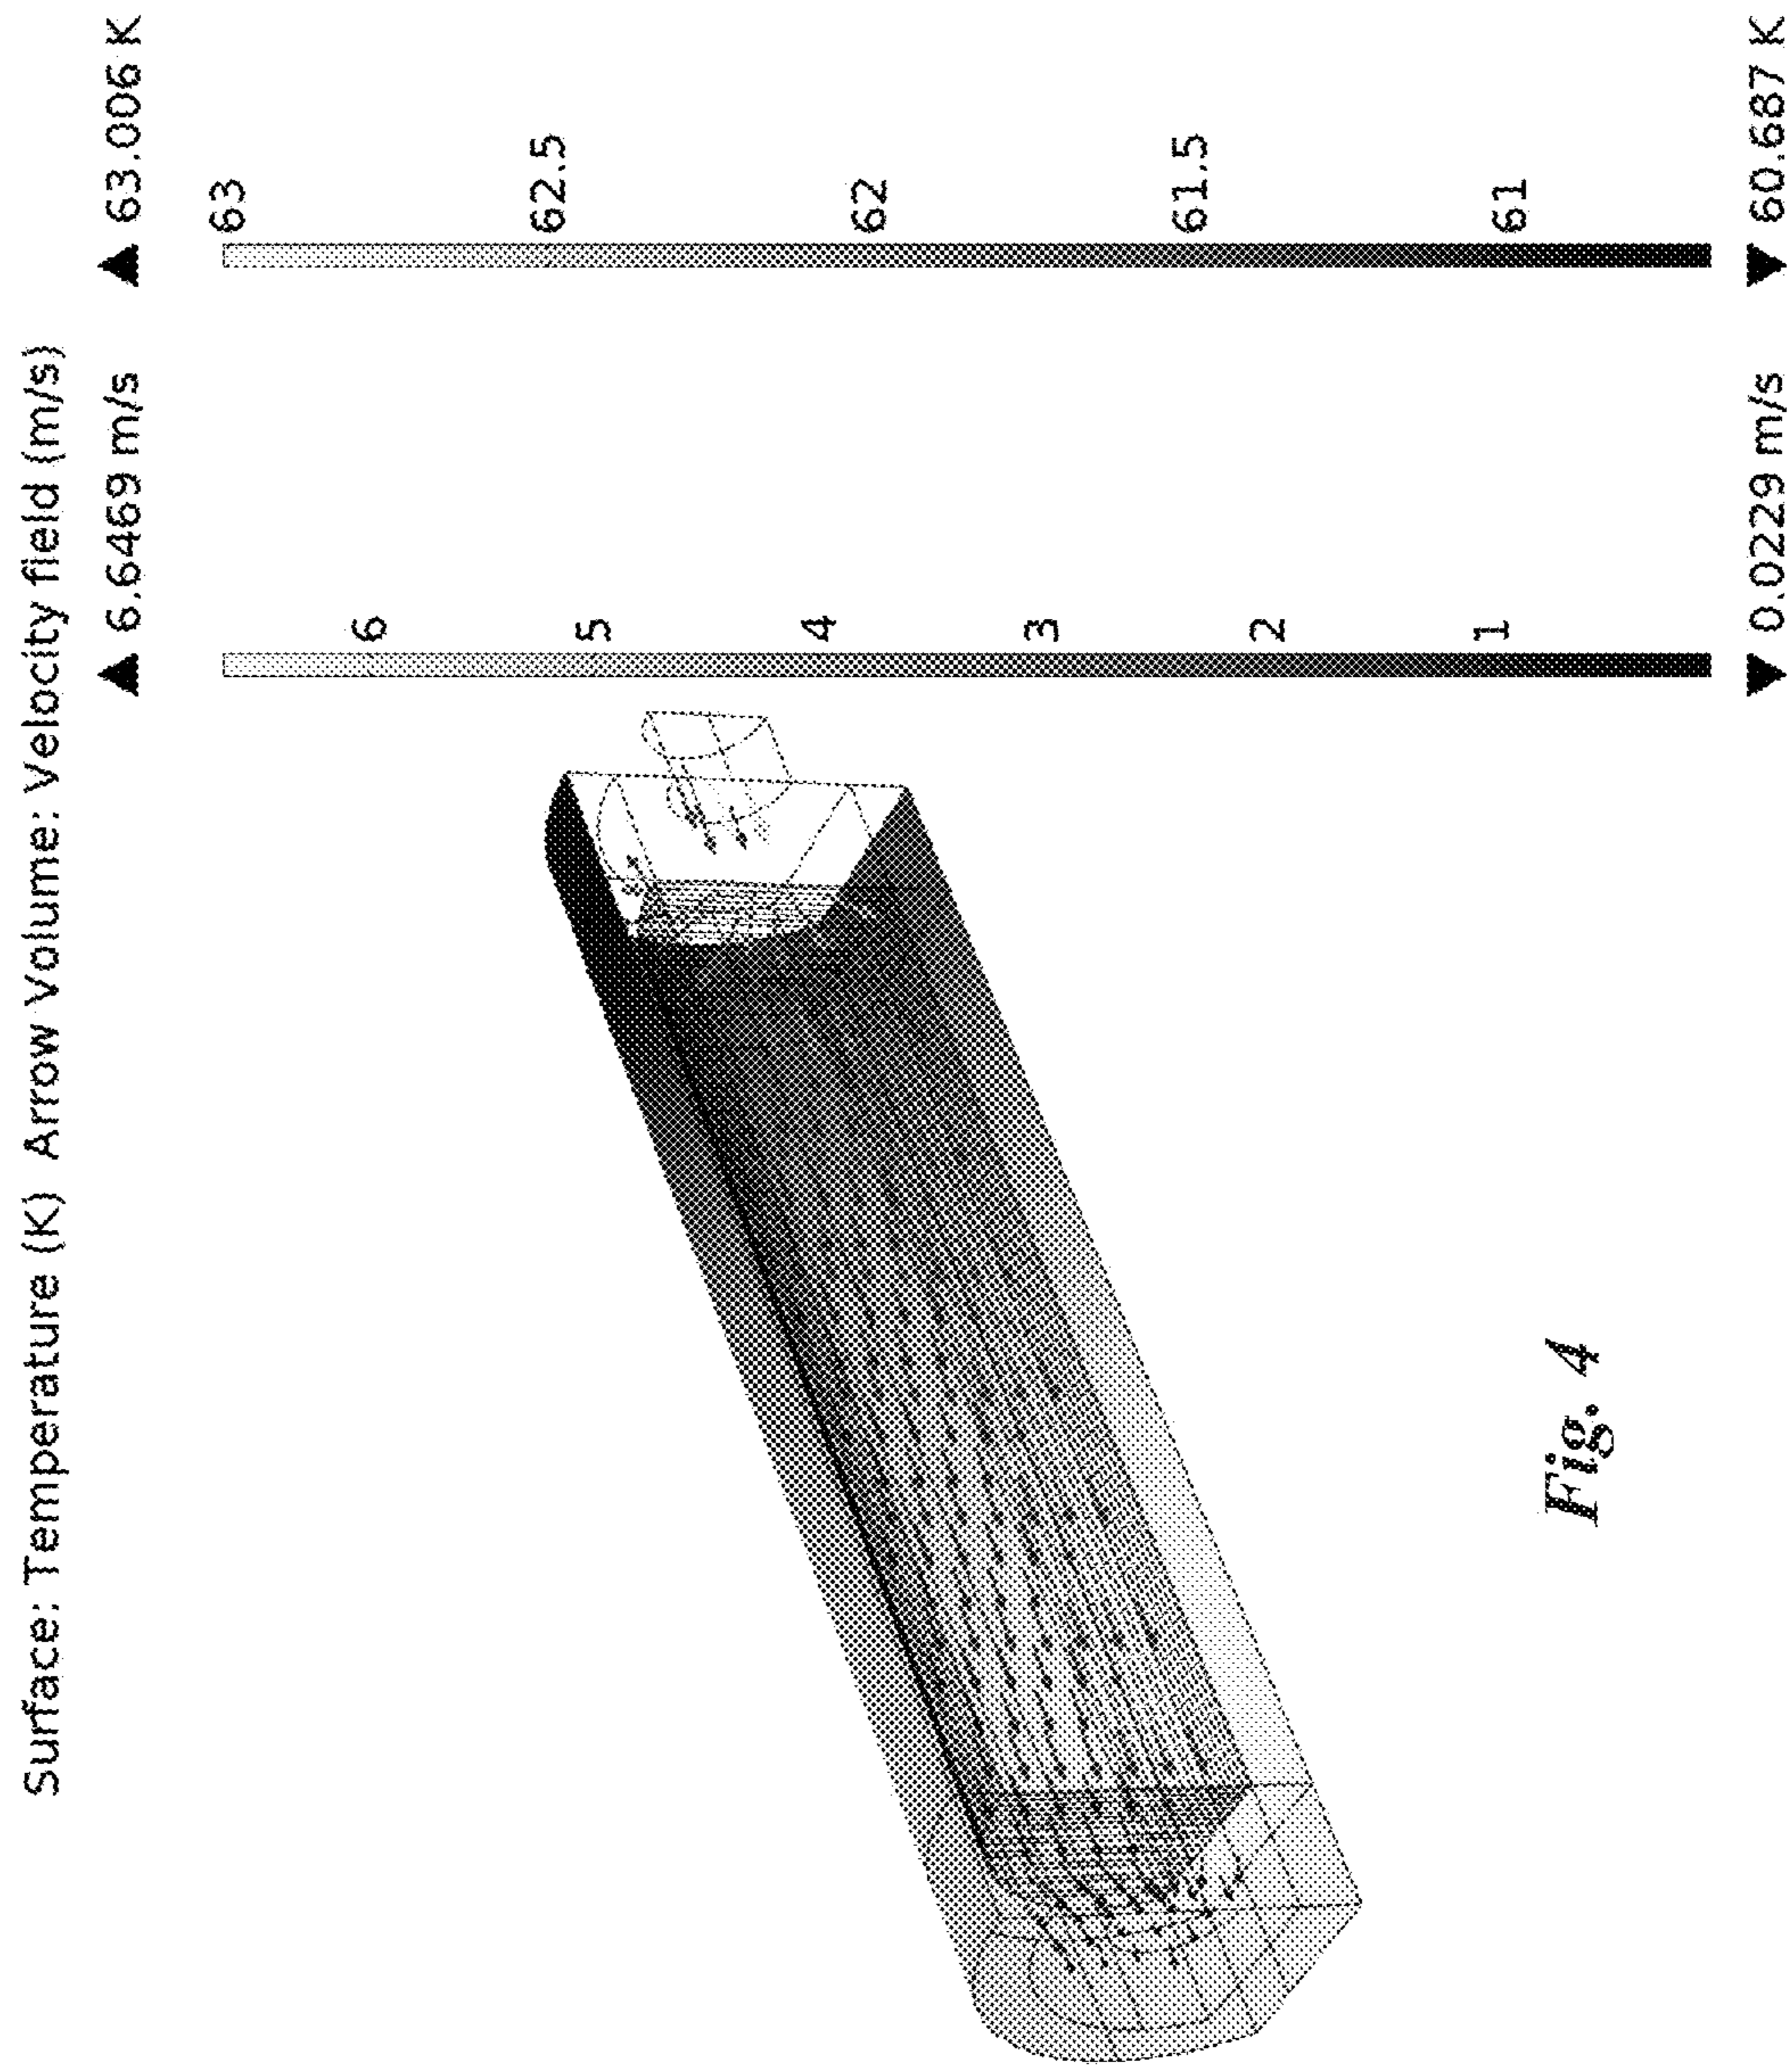 Surface: Temperature (K)  Arrow Volume: Velocity field (m/s)
▲ 6.6469 m/s ▲ 63.006 K
6
5
4
3
2
1
63
62.5
62
61.5
61
▼ 0.0229 m/s ▼ 60.687 K
Fig. 4